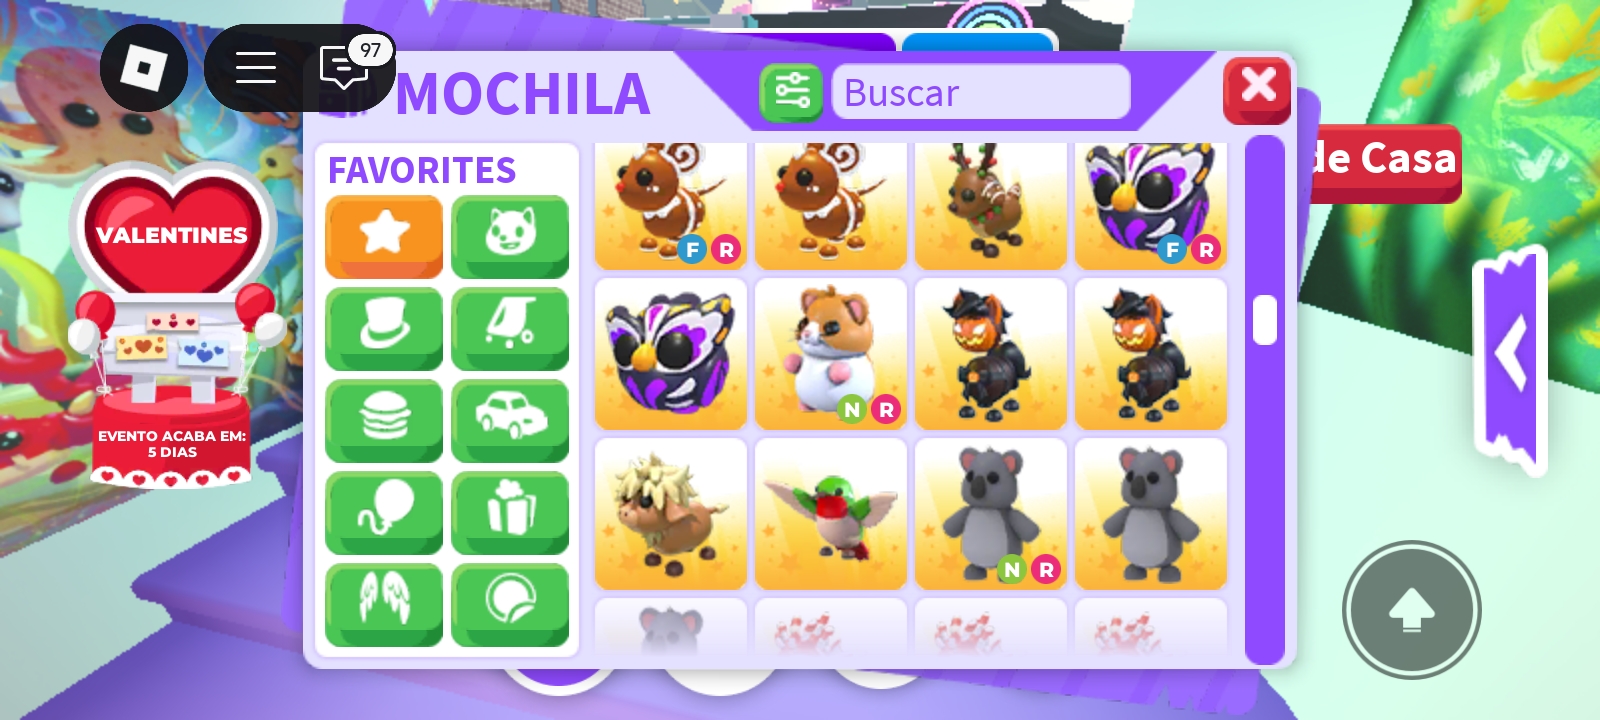 97
MOCHILA
Buscar
de Casa
FAVORITES
VALENTINES
EVENTO ACABA EM:
5 DIAS
F R
F R
N R
N R